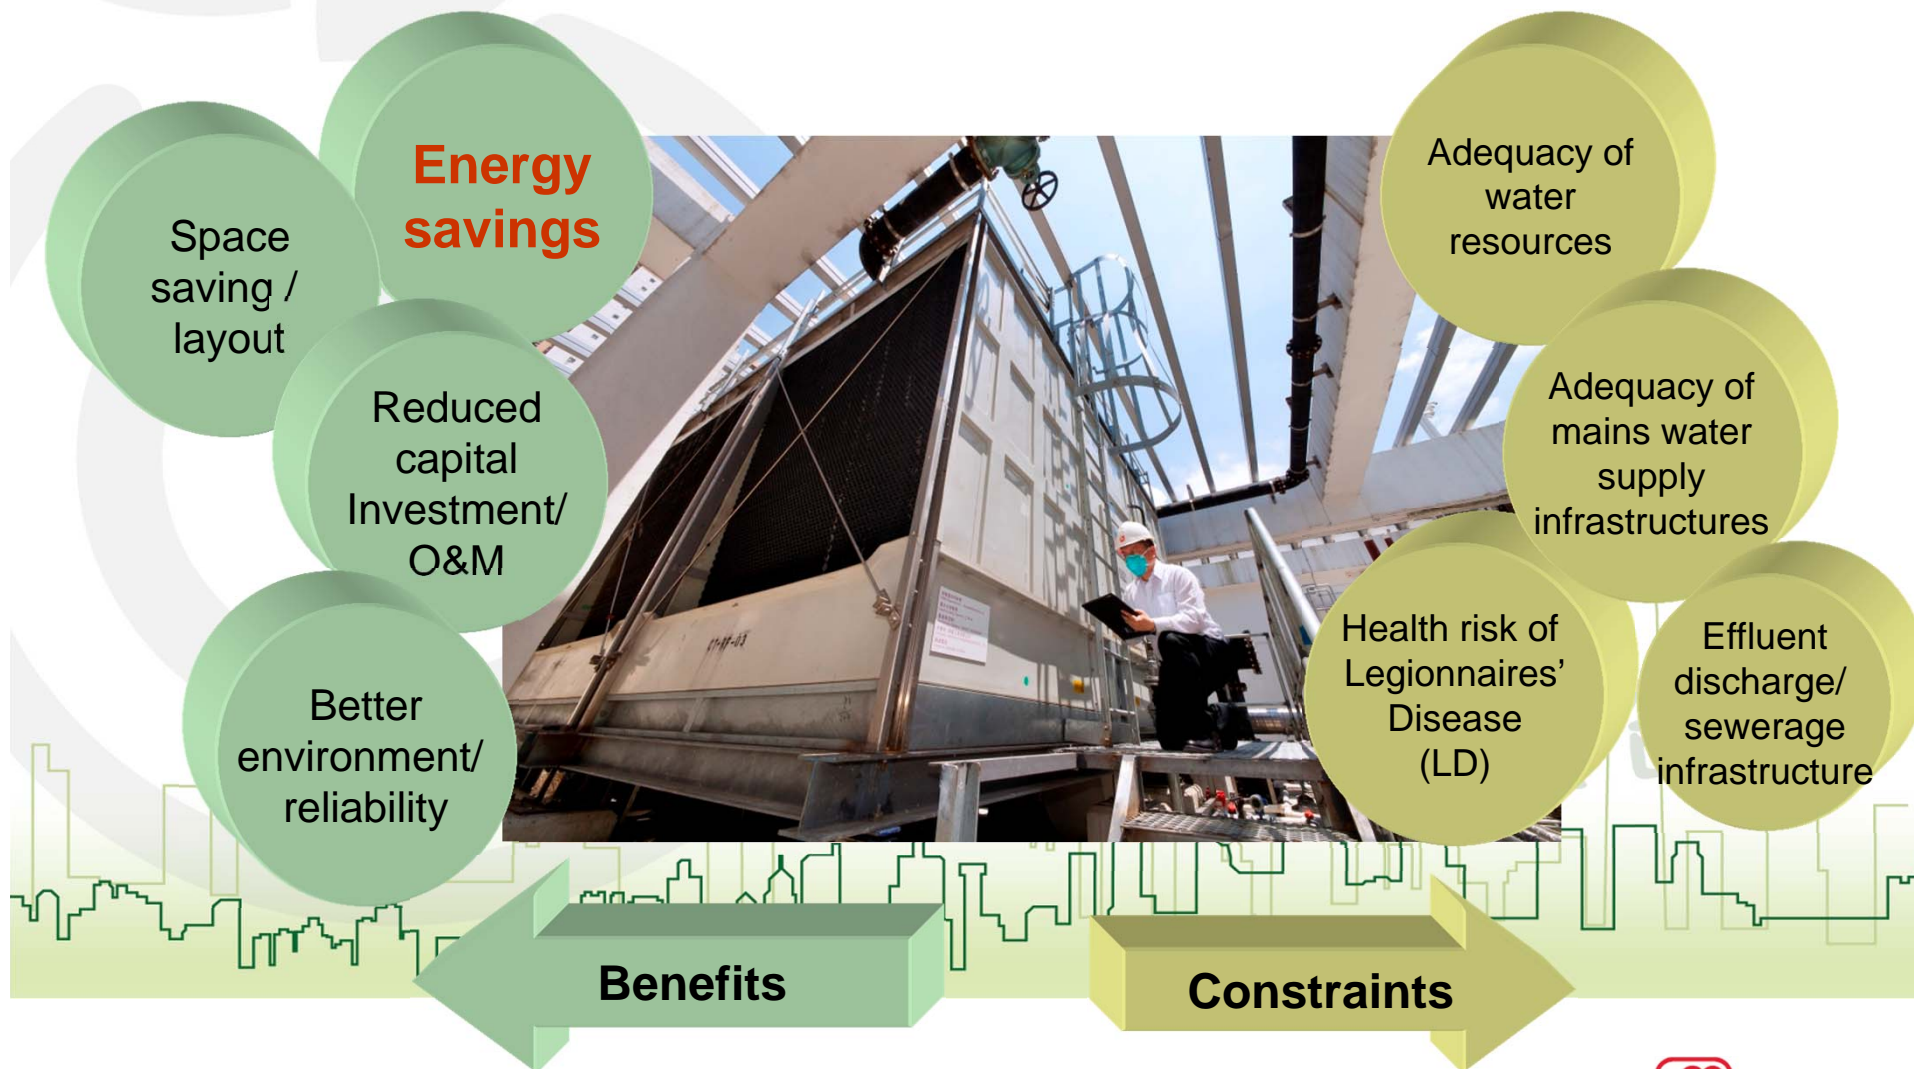 Energy
savings
Space
saving /
layout
Reduced
capital
Investment/
O&M
Better
environment/
reliability
Adequacy of
water
resources
Adequacy of
mains water
supply
infrastructures
Health risk of
Legionnaires’
Disease
(LD)
Effluent
discharge/
sewerage
infrastructure
Benefits
Constraints